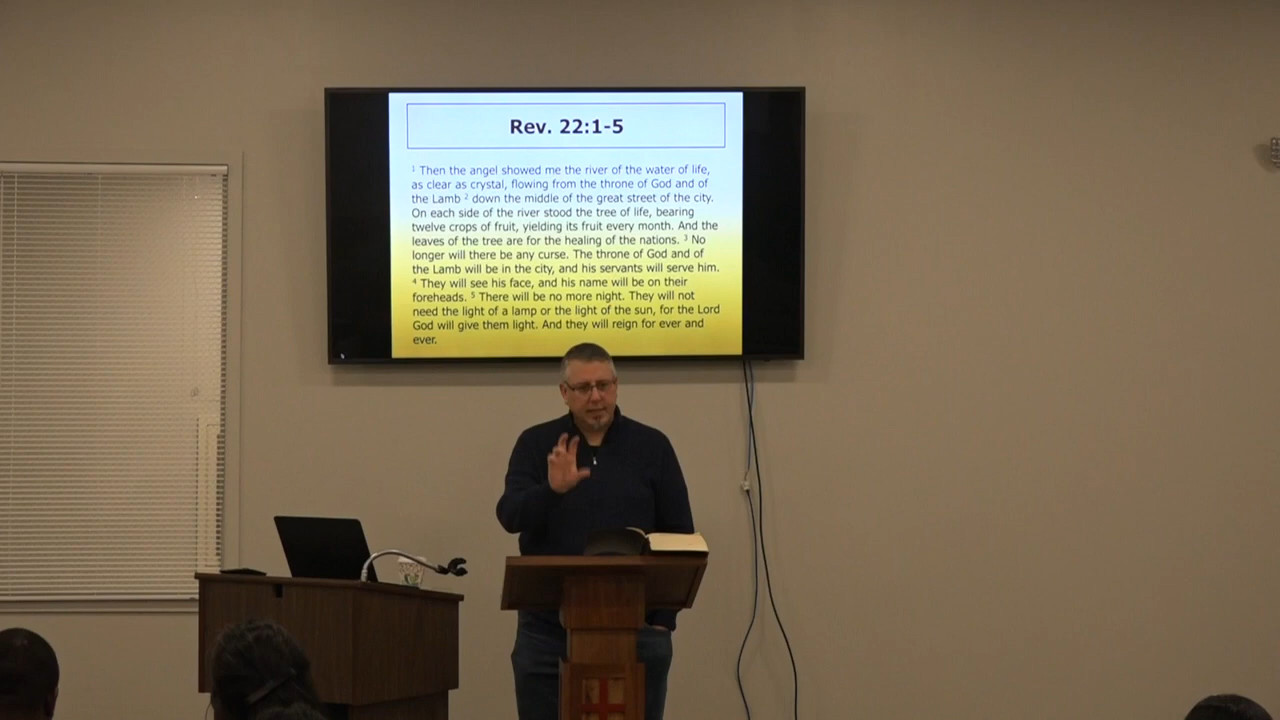 Rev. 22:1-5
1 Then the angel showed me the river of the water of life,
as clear as crystal, flowing from the throne of God and of
the Lamb 2 down the middle of the great street of the city.
On each side of the river stood the tree of life, bearing
twelve crops of fruit, yielding its fruit every month. And the
leaves of the tree are for the healing of the nations. 3 No
longer will there be any curse. The throne of God and of
the Lamb will be in the city, and his servants will serve him.
4 They will see his face, and his name will be on their
foreheads. 5 There will be no more night. They will not
need the light of a lamp or the light of the sun, for the Lord
God will give them light. And they will reign for ever and
ever.